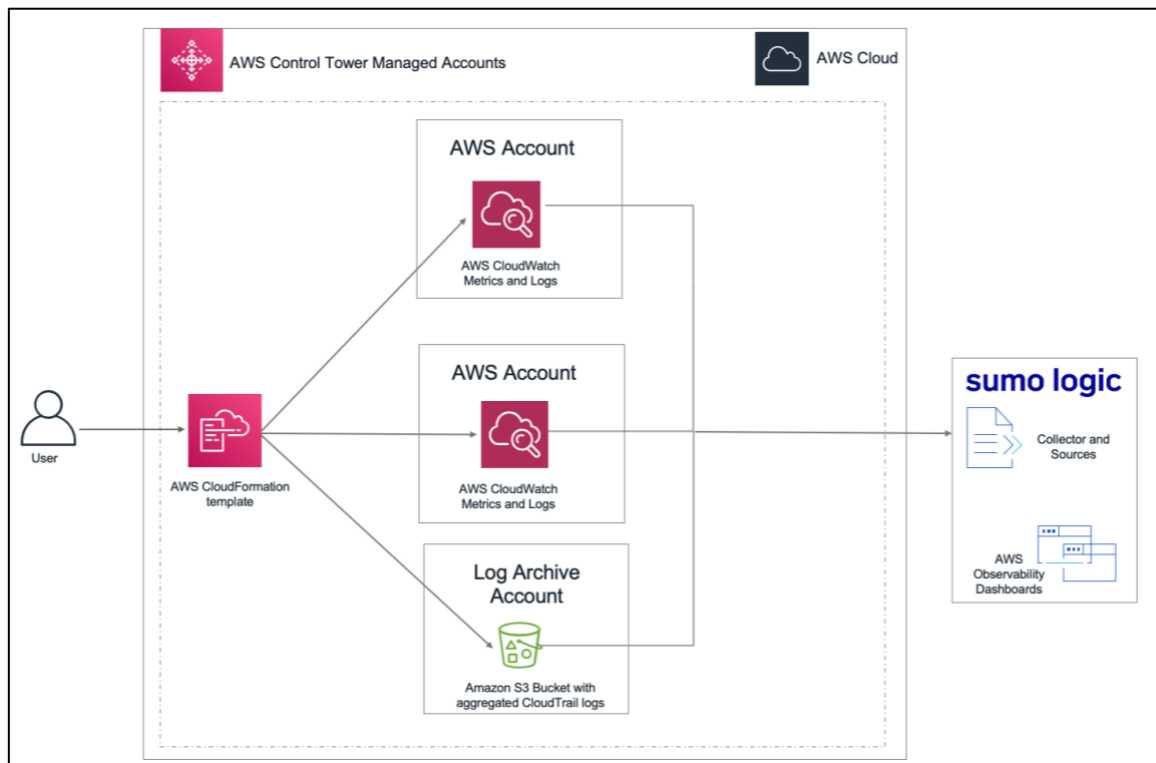 AWS Control Tower Managed Accounts
AWS Cloud
AWS Account
AWS CloudWatch
Metrics and Logs
AWS Account
AWS CloudWatch
Metrics and Logs
User
AWS CloudFormation
template
Log Archive
Account
Amazon S3 Bucket with
aggregated CloudTrail logs
sumo logic
Collector and
Sources
AWS
Observability
Dashboards